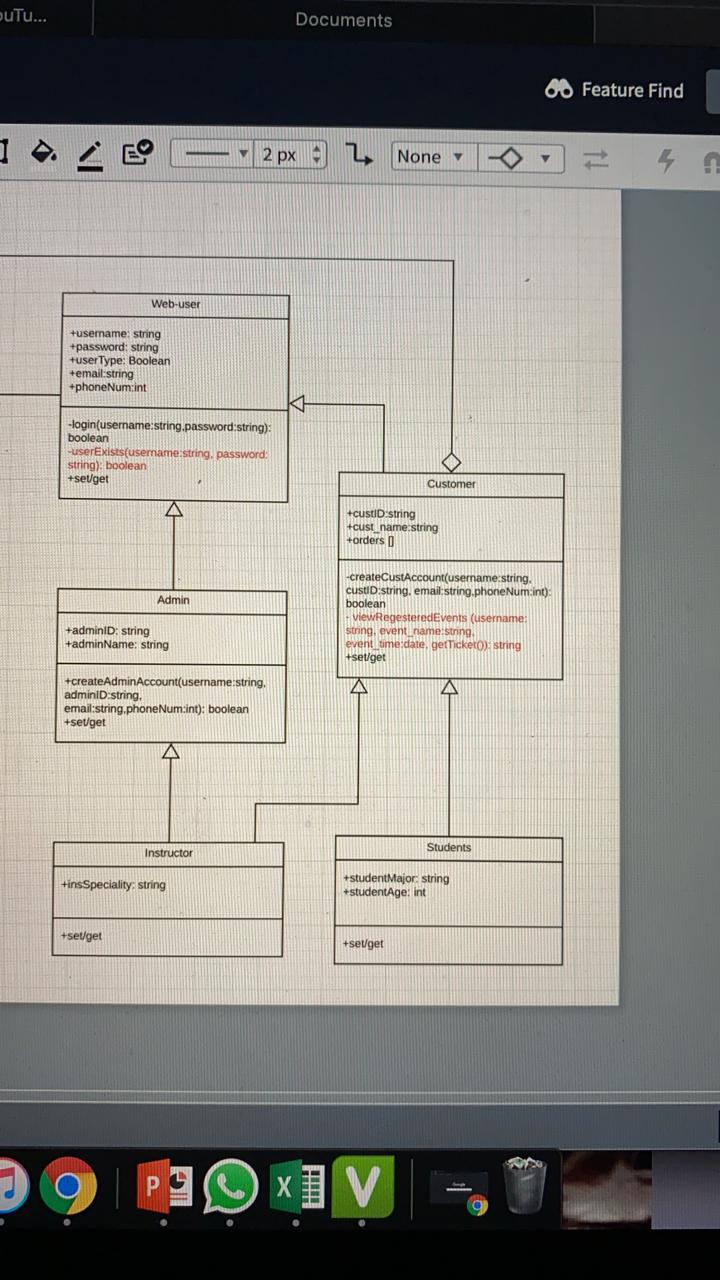 ouTu...
Documents
Feature Find
2 px
None
Web-user
+username: string
+password: string
+userType: Boolean
+email:string
+phoneNum:int
-login(username:string,password:string):
boolean
-userExists(username:string, password:
string): boolean
+set/get
Customer
+custID:string
+cust_name:string
+orders []
-createCustAccount(username:string,
custID:string, email:string,phoneNum:int):
boolean
- viewRegesteredEvents (username:
string, event_name:string,
event_time:date, getTicket()): string
+set/get
Admin
+adminID: string
+adminName: string
+createAdminAccount(username:string,
adminID:string,
email:string,phoneNum:int): boolean
+set/get
Instructor
+insSpeciality: string
+set/get
Students
+studentMajor: string
+studentAge: int
+set/get
P
X
V
Google